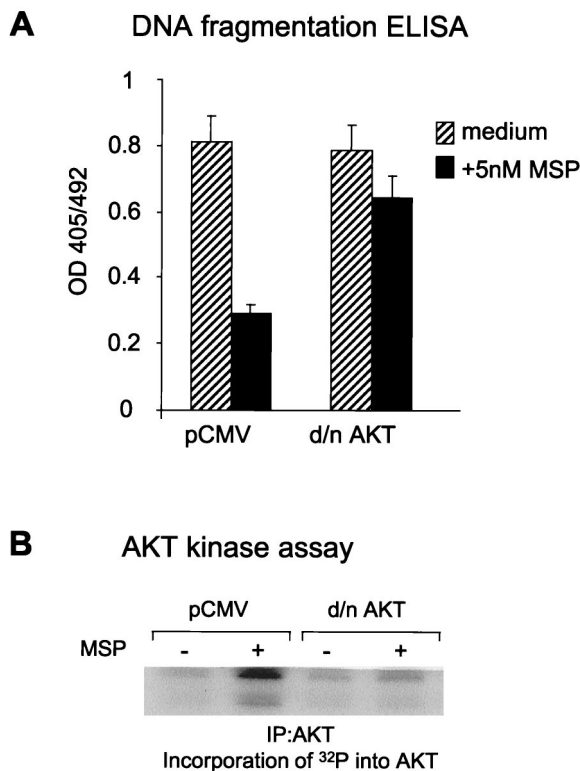 A DNA fragmentation ELISA
1
0.8
0.6
0.4
0.2
0
OD 405/492
medium
+5nM MSP
pCMV d/n AKT
B AKT kinase assay
pCMV d/n AKT
MSP - + - +
IP:AKT
Incorporation of ³²P into AKT